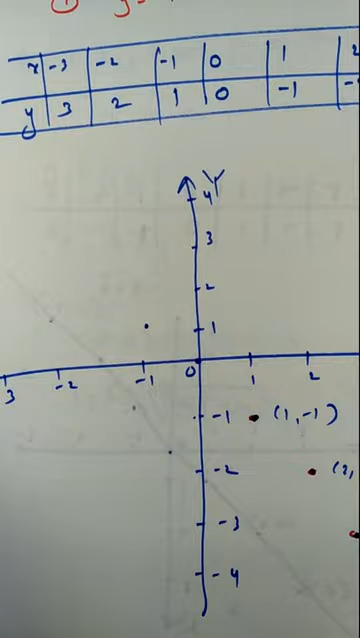 ① y=
x -3 -2 -1 0 1 2
y 3 2 1 0 -1
Y
4
3
2
1
3 -2 -1 0 1 2
-1 (1,-1)
-2 (2,
-3
-4